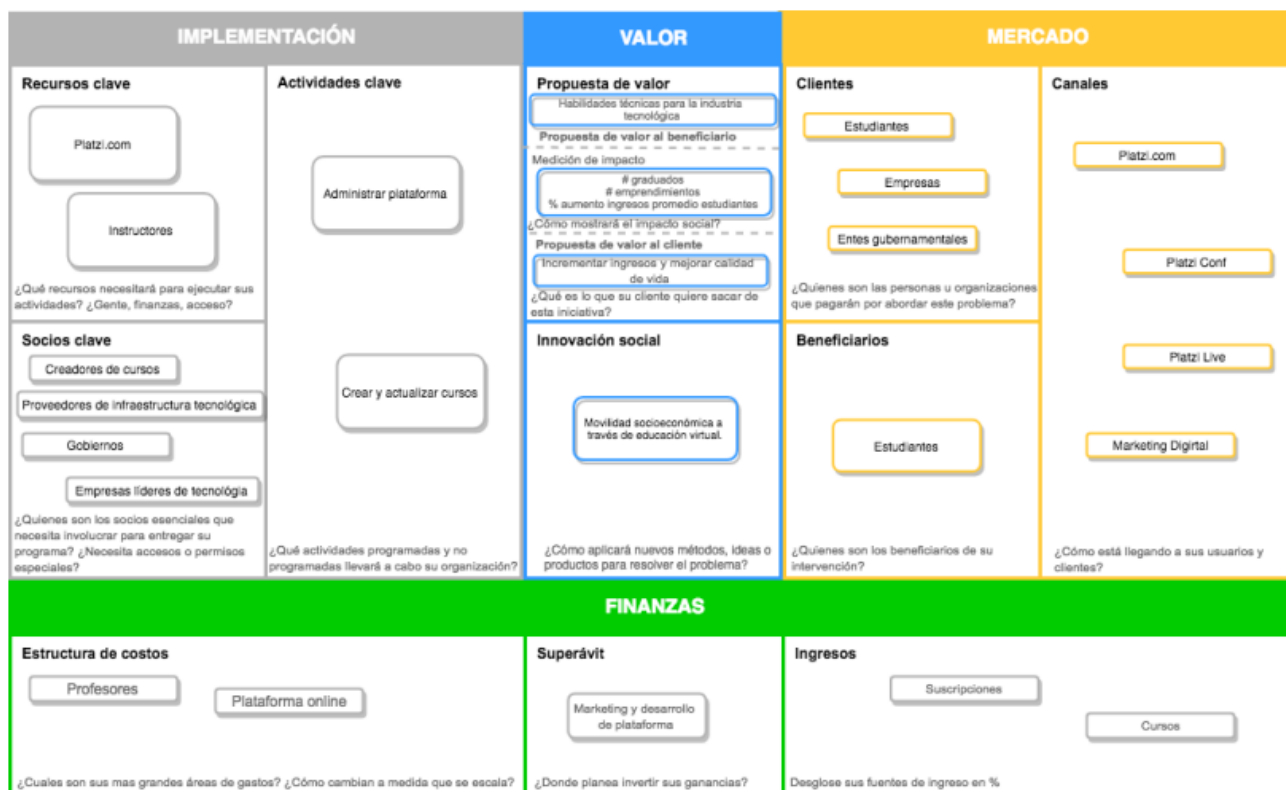 IMPLEMENTACIÓN
VALOR
MERCADO
Recursos clave
Platzi.com
Instructores
¿Qué recursos necesitará para ejecutar sus
actividades? ¿Gente, finanzas, acceso?
Socios clave
Creadores de cursos
Proveedores de infraestructura tecnológica
Gobiernos
Empresas líderes de tecnológia
¿Quienes son los socios esenciales que
necesita involucrar para entregar su
programa? ¿Necesita accesos o permisos
especiales?
Actividades clave
Administrar plataforma
Crear y actualizar cursos
¿Qué actividades programadas y no
programadas llevará a cabo su organización?
Propuesta de valor
Habilidades técnicas para la industria
tecnológica
Propuesta de valor al beneficiario
Medición de impacto
# graduados
# emprendimientos
% aumento ingresos promedio estudiantes
¿Cómo mostrará el impacto social?
Propuesta de valor al cliente
Incrementar ingresos y mejorar calidad
de vida
¿Qué es lo que su cliente quiere sacar de
esta iniciativa?
Innovación social
Movilidad socioeconómica a
través de educación virtual.
¿Cómo aplicará nuevos métodos, ideas o
productos para resolver el problema?
Clientes
Estudiantes
Empresas
Entes gubernamentales
¿Quienes son las personas u organizaciones
que pagarán por abordar este problema?
Beneficiarios
Estudiantes
¿Quienes son los beneficiarios de su
intervención?
Canales
Platzi.com
Platzi Conf
Platzi Live
Marketing Digirtal
¿Cómo está llegando a sus usuarios y
clientes?
FINANZAS
Estructura de costos
Profesores
Plataforma online
¿Cuales son sus mas grandes áreas de gastos? ¿Cómo cambian a medida que se escala?
Superávit
Marketing y desarrollo
de plataforma
¿Donde planea invertir sus ganancias?
Ingresos
Suscripciones
Cursos
Desglose sus fuentes de ingreso en %